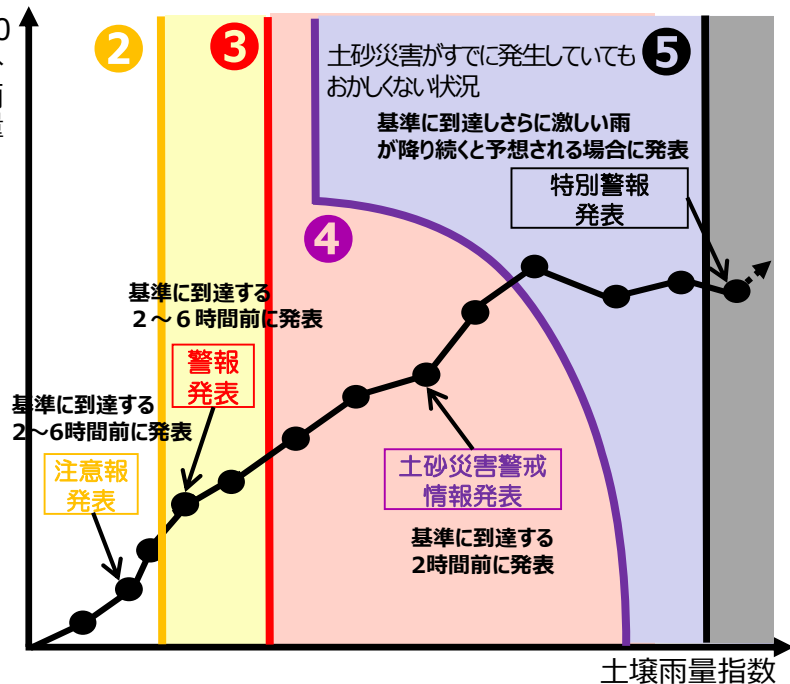 ❷
❸
土砂災害がすでに発生していても
おかしくない状況
❺
基準に到達しさらに激しい雨
が降り続くと予想される場合に発表
特別警報
発表
❹
基準に到達する
2～6時間前に発表
警報
発表
基準に到達する
2～6時間前に発表
注意報
発表
土砂災害警戒
情報発表
基準に到達する
2時間前に発表
土壌雨量指数